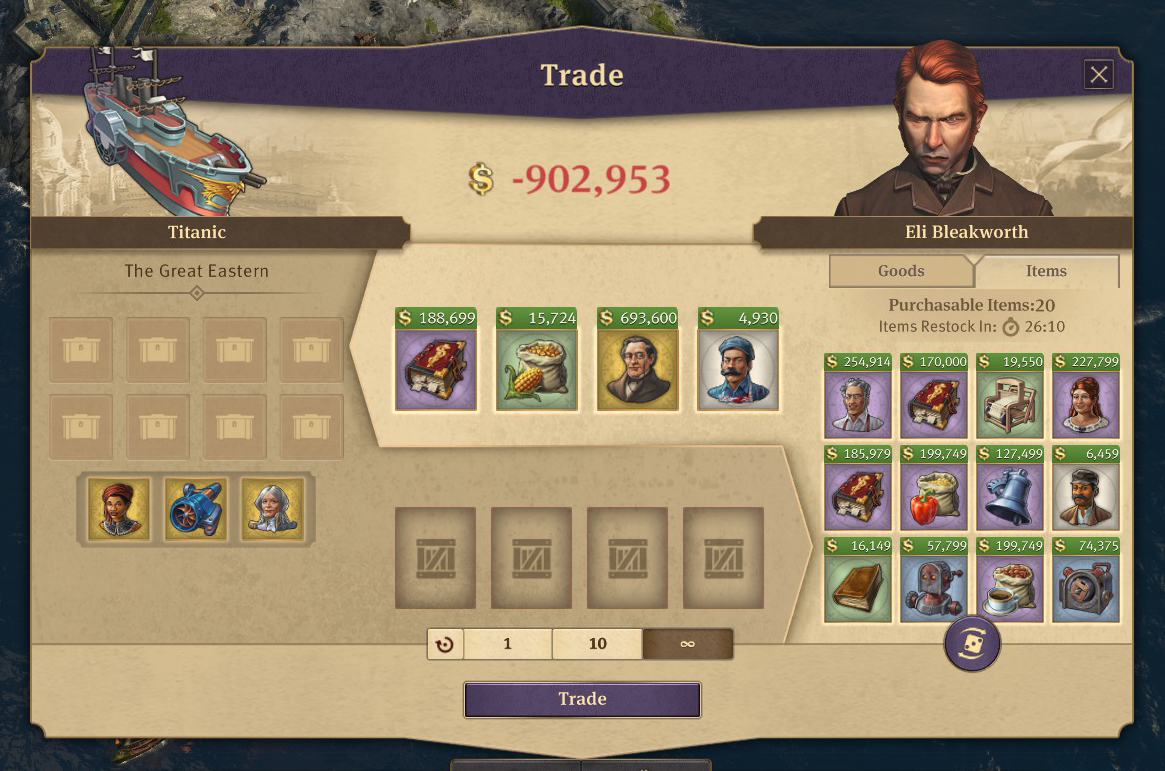 Trade
$ -902,953
Titanic
Eli Bleakworth
The Great Eastern
Goods
Items
Purchasable Items:20
Items Restock In: 26:10
$ 188,699
$ 15,724
$ 693,600
$ 4,930
$ 254,914
$ 170,000
$ 19,550
$ 227,799
$ 185,979
$ 199,749
$ 127,499
$ 6,459
$ 16,149
$ 57,799
$ 199,749
$ 74,375
1
10
∞
Trade